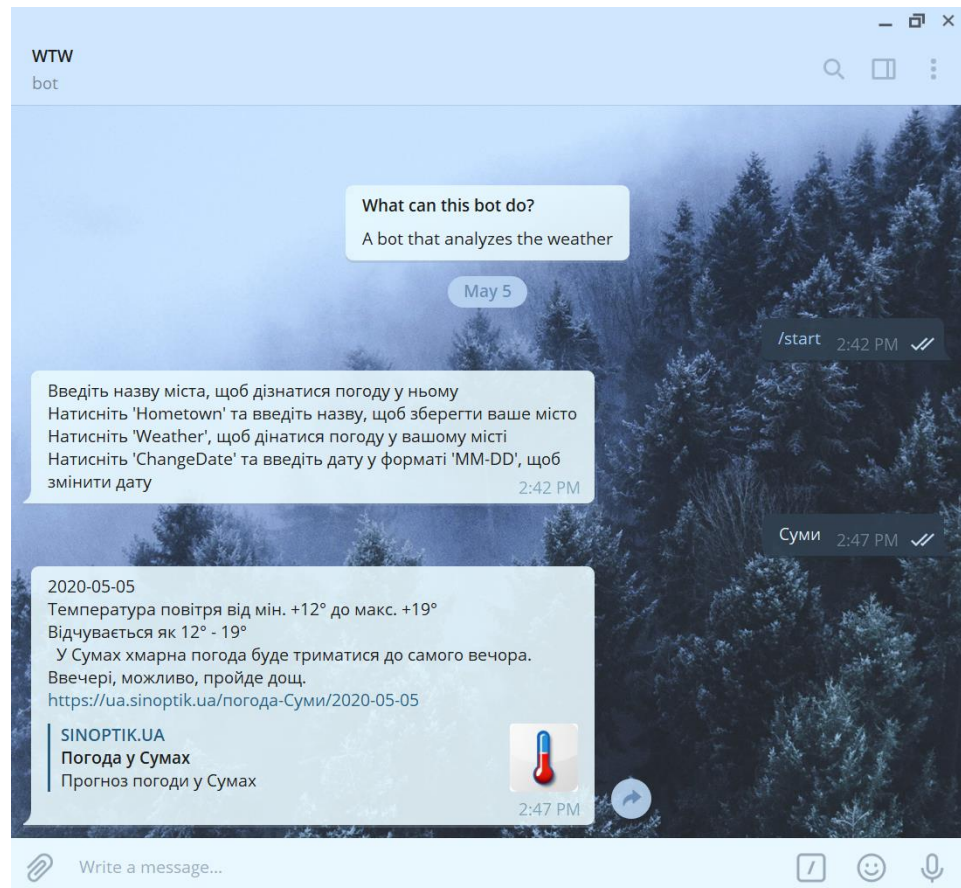 WTW
bot
What can this bot do?
A bot that analyzes the weather
May 5
/start 2:42 PM
Введіть назву міста, щоб дізнатися погоду у ньому
Натисніть 'Hometown' та введіть назву, щоб зберегти ваше місто
Натисніть 'Weather', щоб дінатися погоду у вашому місті
Натисніть 'ChangeDate' та введіть дату у форматі 'MM-DD', щоб
змінити дату
2:42 PM
Суми 2:47 PM
2020-05-05
Температура повітря від мін. +12° до макс. +19°
Відчувається як 12° - 19°
У Сумах хмарна погода буде триматися до самого вечора.
Ввечері, можливо, пройде дощ.
https://ua.sinoptik.ua/погода-Суми/2020-05-05
SINOPTIK.UA
Погода у Сумах
Прогноз погоди у Сумах
2:47 PM
Write a message...